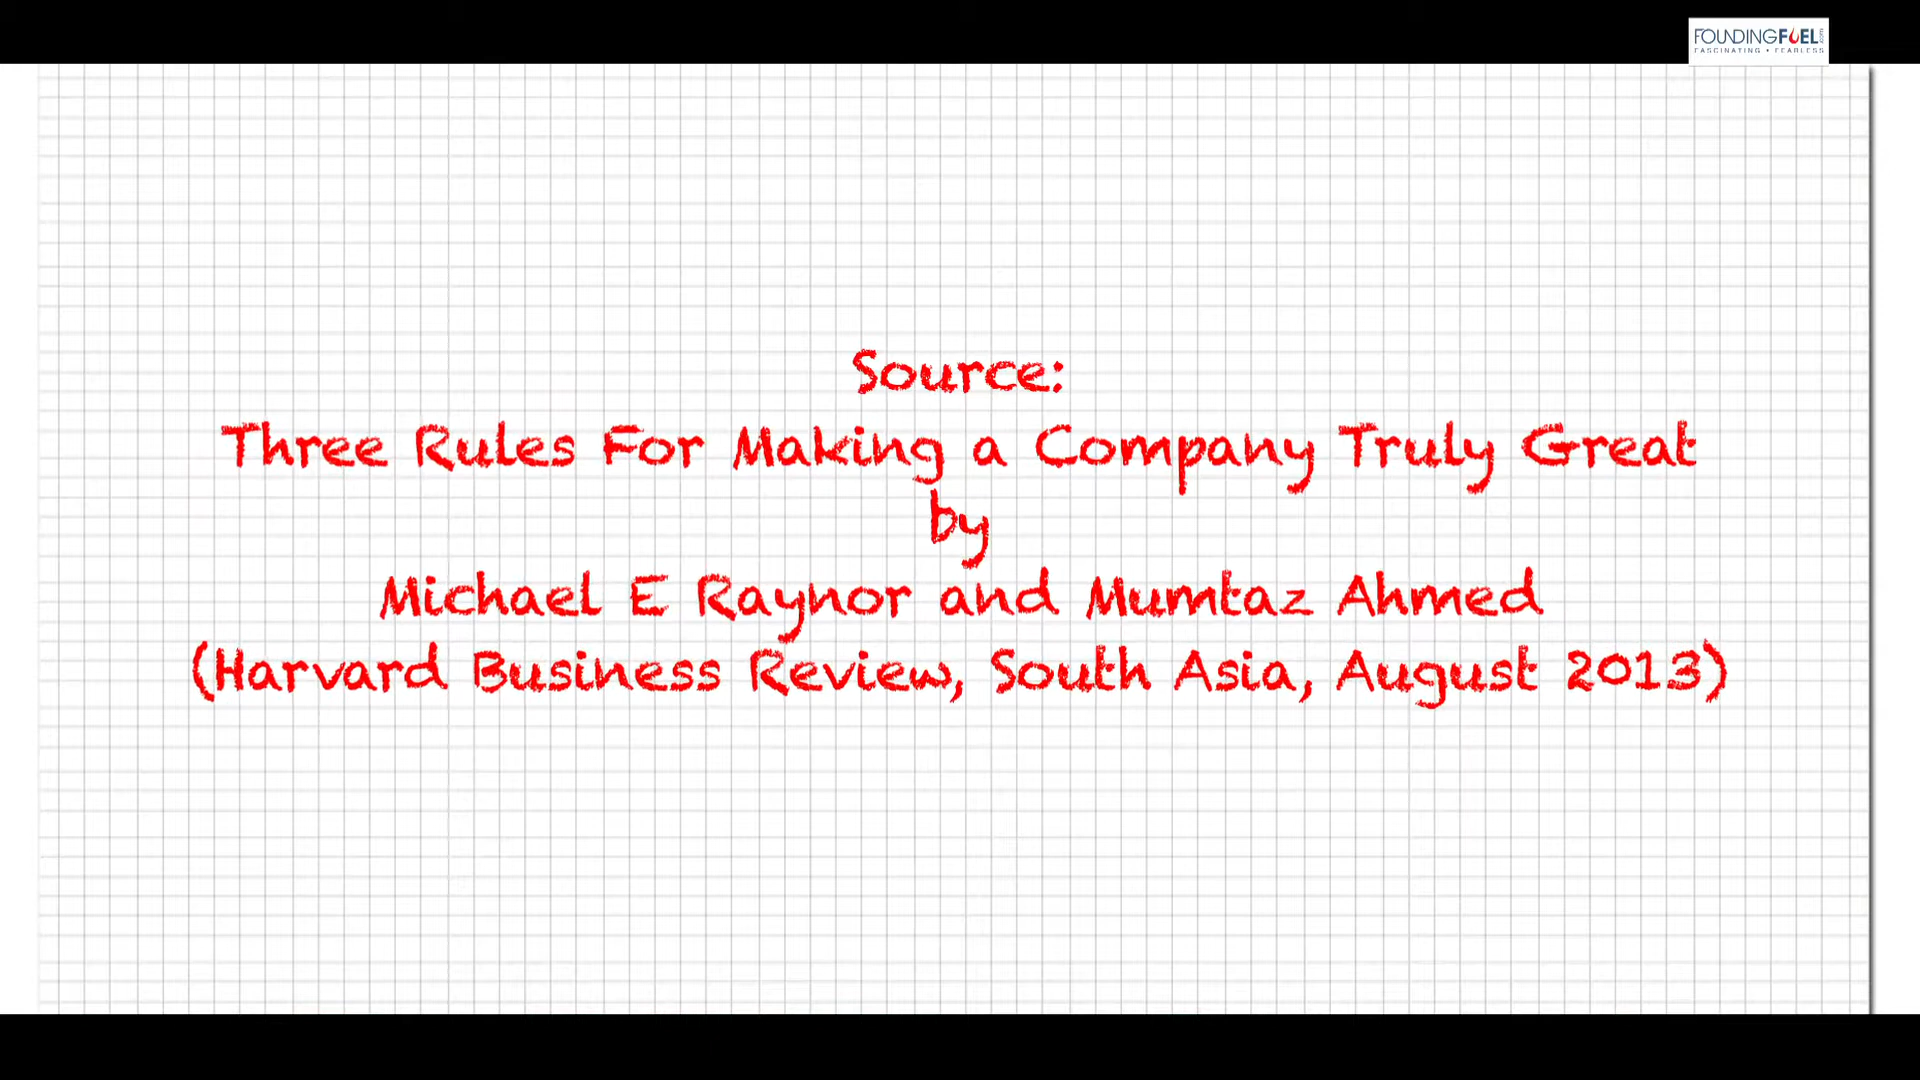 FOUNDINGFUEL.com
FASCINATING • FEARLESS
Source:
Three Rules For Making a Company Truly Great
by
Michael E Raynor and Mumtaz Ahmed
(Harvard Business Review, South Asia, August 2013)